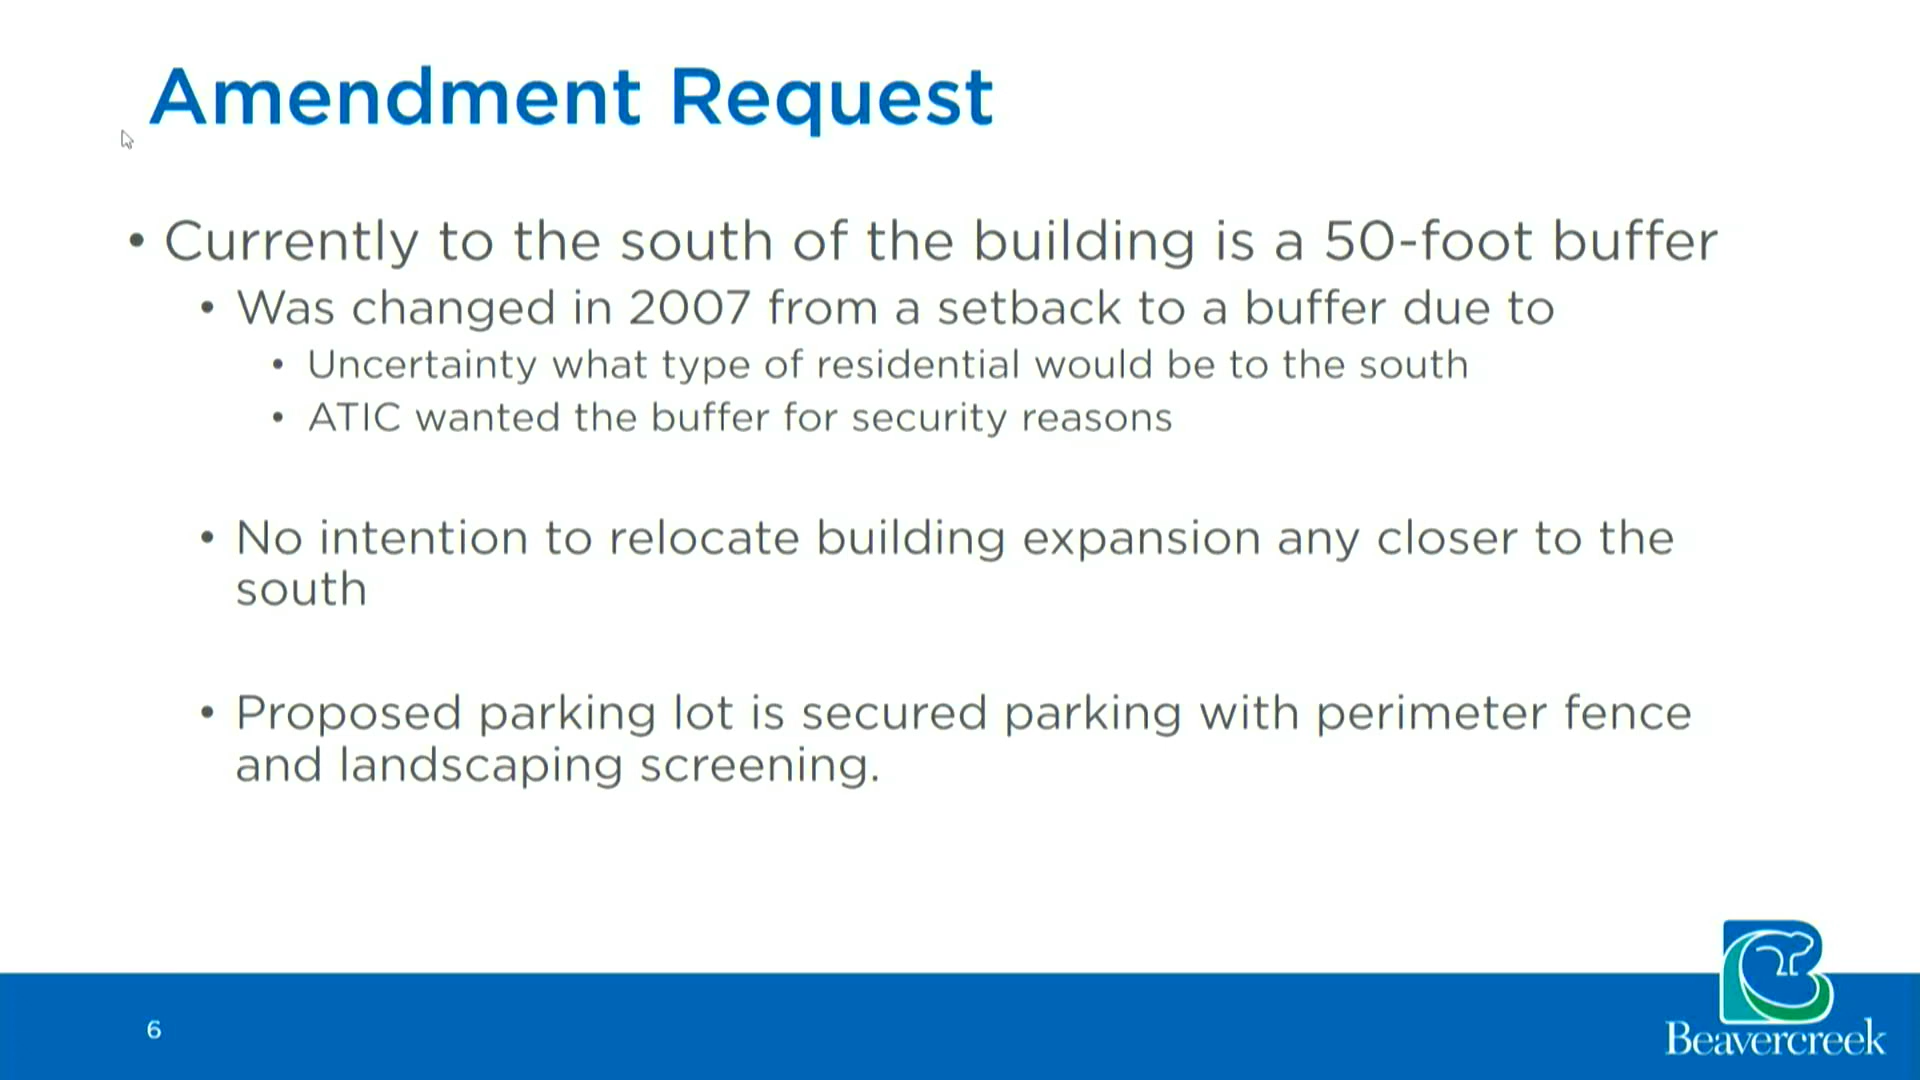 Amendment Request
• Currently to the south of the building is a 50-foot buffer
• Was changed in 2007 from a setback to a buffer due to
• Uncertainty what type of residential would be to the south
• ATIC wanted the buffer for security reasons
• No intention to relocate building expansion any closer to the
south
• Proposed parking lot is secured parking with perimeter fence
and landscaping screening.
6
Beavercreek